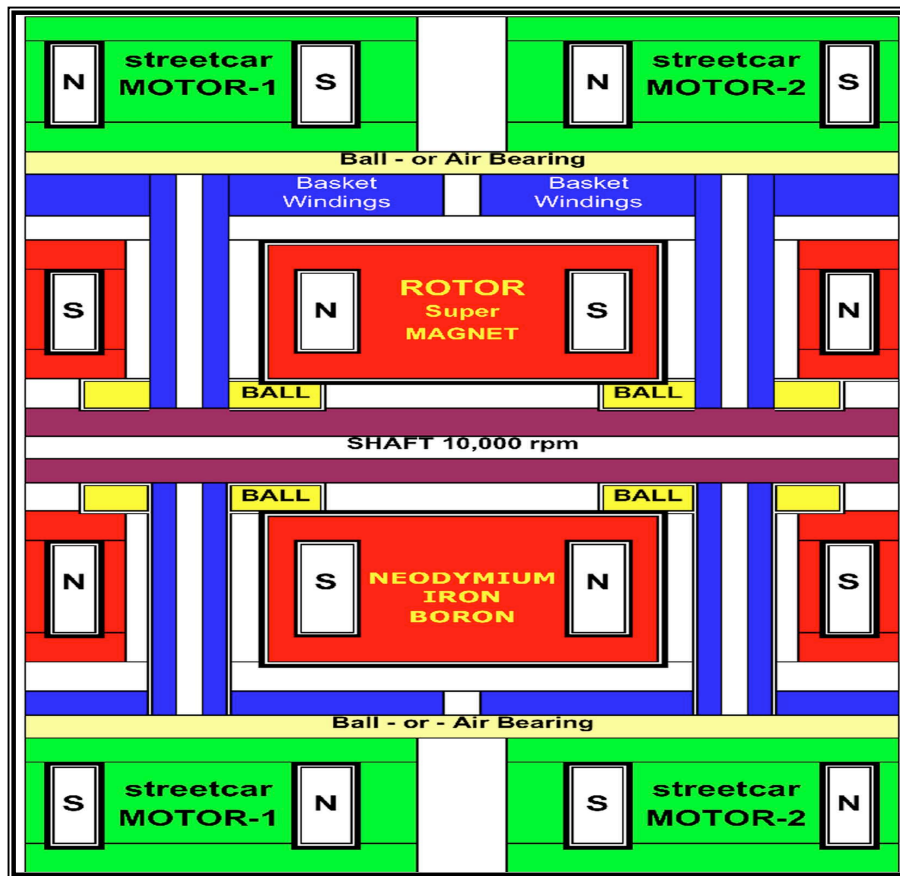 streetcar
MOTOR-1
N
S
streetcar
MOTOR-2
N
S
Ball - or Air Bearing
Basket
Windings
Basket
Windings
S
N
ROTOR
Super
MAGNET
S
N
BALL
BALL
SHAFT 10,000 rpm
BALL
BALL
N
S
NEODYMIUM
IRON
BORON
N
S
Ball - or - Air Bearing
S
streetcar
MOTOR-1
N
S
streetcar
MOTOR-2
N